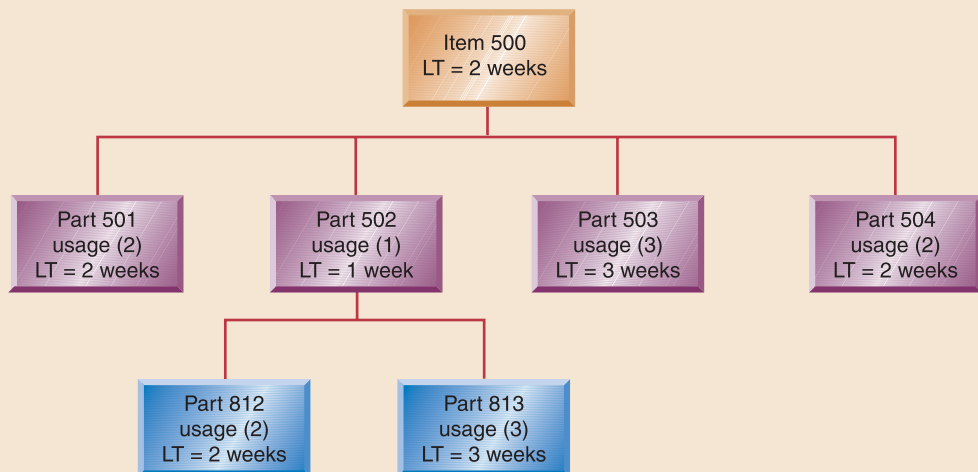 Item 500
LT = 2 weeks
Part 501
usage (2)
LT = 2 weeks
Part 502
usage (1)
LT = 1 week
Part 503
usage (3)
LT = 3 weeks
Part 504
usage (2)
LT = 2 weeks
Part 812
usage (2)
LT = 2 weeks
Part 813
usage (3)
LT = 3 weeks